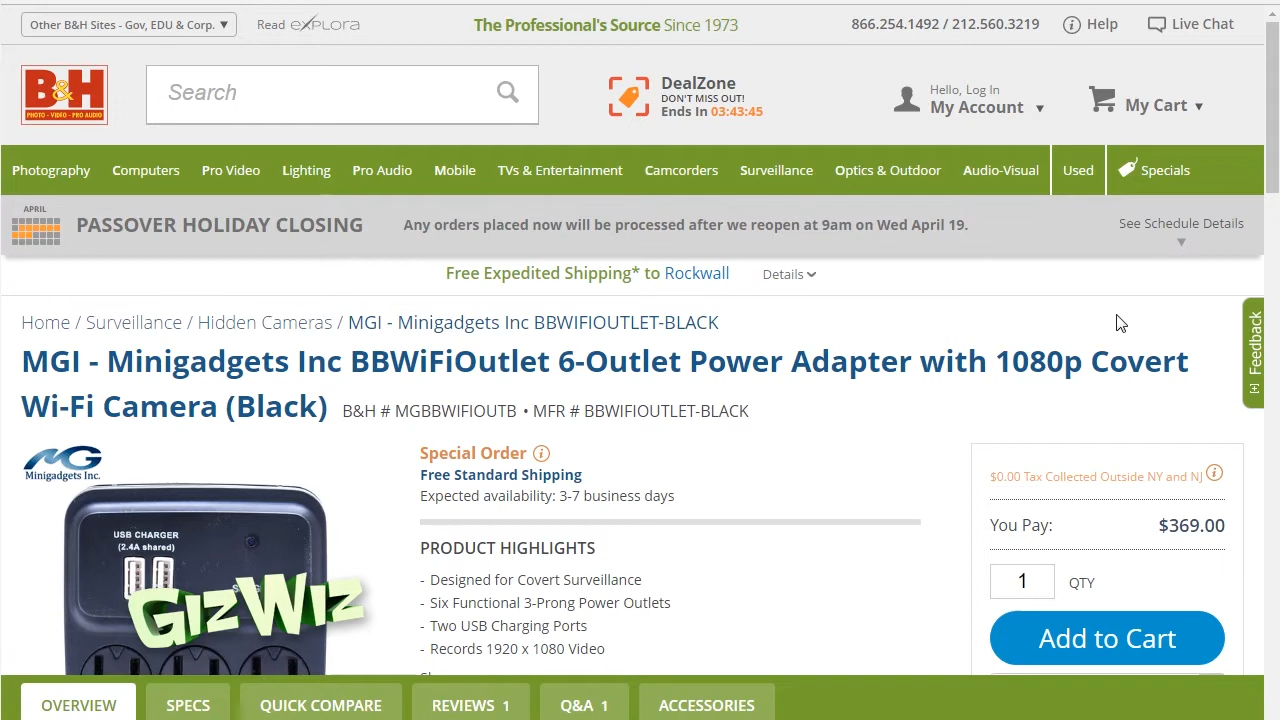 Other B&H Sites - Gov, EDU & Corp. ▼
Read explora
The Professional's Source Since 1973
866.254.1492 / 212.560.3219
Help
Live Chat
B&H
PHOTO - VIDEO - PRO AUDIO
Search
DealZone
DON'T MISS OUT!
Ends In 03:43:45
Hello, Log In
My Account ▼
My Cart ▼
Photography Computers Pro Video Lighting Pro Audio Mobile TVs & Entertainment Camcorders Surveillance Optics & Outdoor Audio-Visual Used Specials
APRIL
PASSOVER HOLIDAY CLOSING
Any orders placed now will be processed after we reopen at 9am on Wed April 19.
See Schedule Details
Free Expedited Shipping* to Rockwall Details
Home / Surveillance / Hidden Cameras / MGI - Minigadgets Inc BBWIFIOUTLET-BLACK
MGI - Minigadgets Inc BBWiFiOutlet 6-Outlet Power Adapter with 1080p Covert
Wi-Fi Camera (Black) B&H # MGBBWIFIOUTB • MFR # BBWIFIOUTLET-BLACK
[+] Feedback
MG
Minigadgets Inc.
USB CHARGER
(2.4A shared)
GizWiz
Special Order
Free Standard Shipping
Expected availability: 3-7 business days
PRODUCT HIGHLIGHTS
- Designed for Covert Surveillance
- Six Functional 3-Prong Power Outlets
- Two USB Charging Ports
- Records 1920 x 1080 Video
$0.00 Tax Collected Outside NY and NJ
You Pay: $369.00
1 QTY
Add to Cart
OVERVIEW SPECS QUICK COMPARE REVIEWS 1 Q&A 1 ACCESSORIES